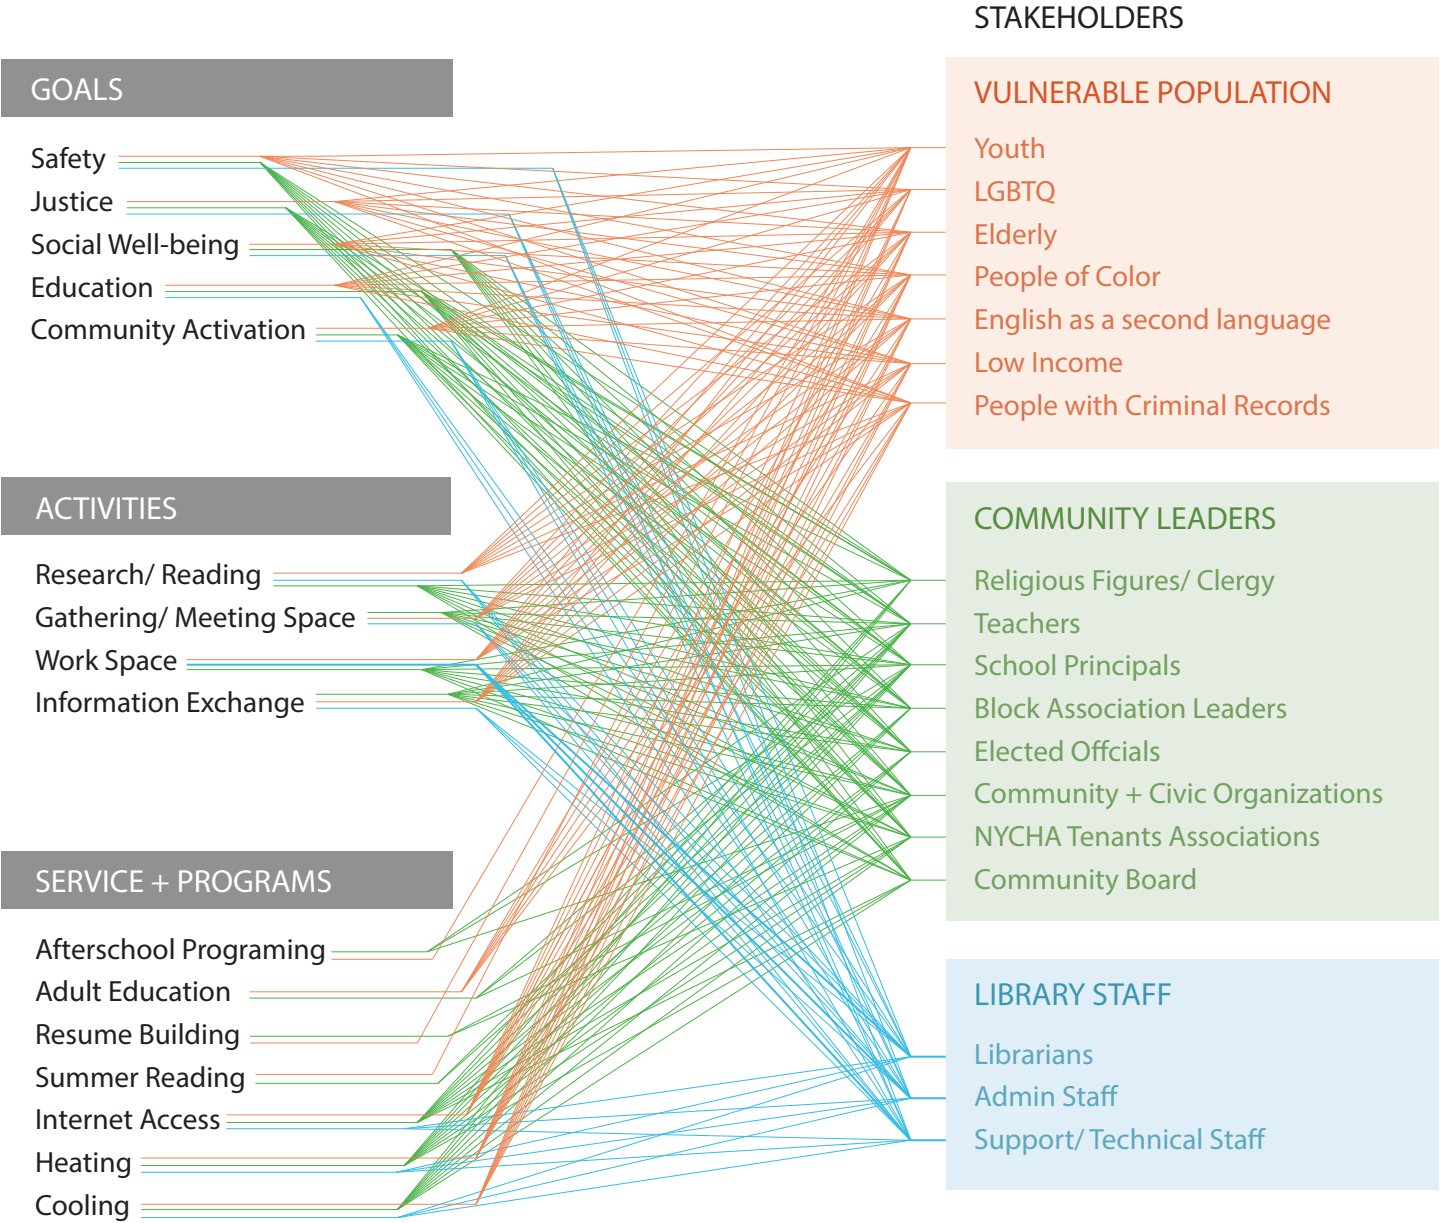 STAKEHOLDERS
GOALS
Safety
Justice
Social Well-being
Education
Community Activation
ACTIVITIES
Research/ Reading
Gathering/ Meeting Space
Work Space
Information Exchange
SERVICE + PROGRAMS
Afterschool Programing
Adult Education
Resume Building
Summer Reading
Internet Access
Heating
Cooling
VULNERABLE POPULATION
Youth
LGBTQ
Elderly
People of Color
English as a second language
Low Income
People with Criminal Records
COMMUNITY LEADERS
Religious Figures/ Clergy
Teachers
School Principals
Block Association Leaders
Elected Offcials
Community + Civic Organizations
NYCHA Tenants Associations
Community Board
LIBRARY STAFF
Librarians
Admin Staff
Support/ Technical Staff